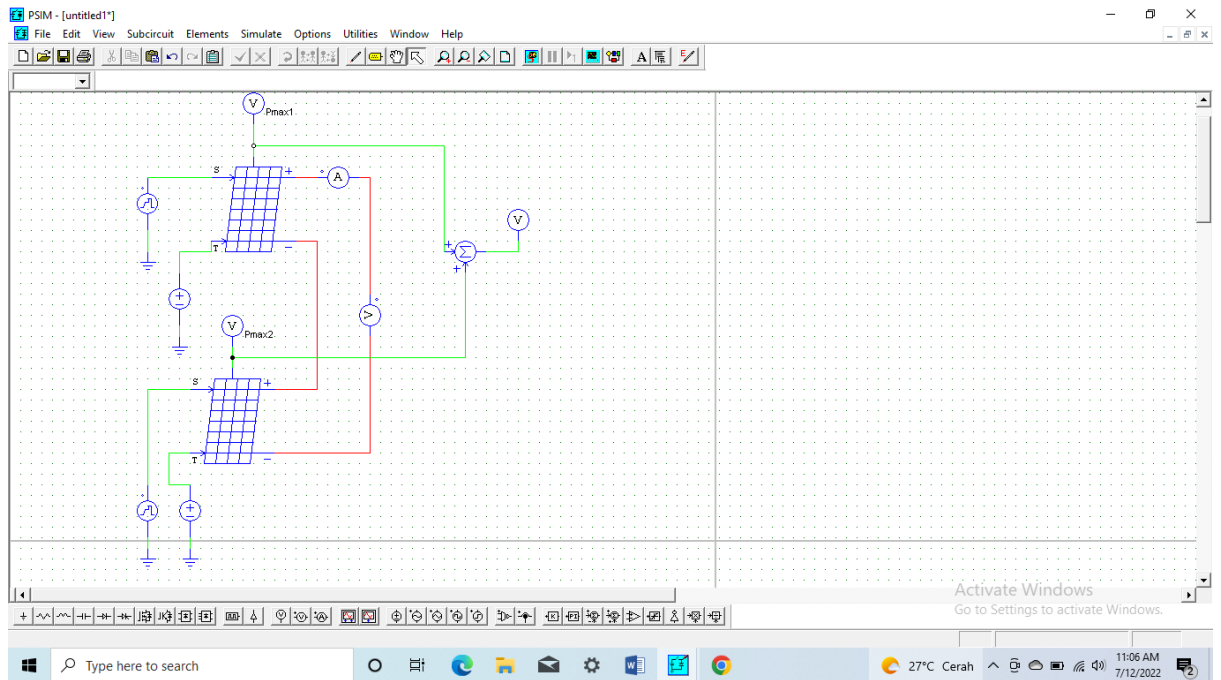 PSIM - [untitled1*]
File Edit View Subcircuit Elements Simulate Options Utilities Window Help
V
Pmax1
S
+
A
T
−
V
Σ
+
+
V
Pmax2
V
S
+
T
−
Activate Windows
Go to Settings to activate Windows.
Type here to search
27°C Cerah
11:06 AM
7/12/2022
2